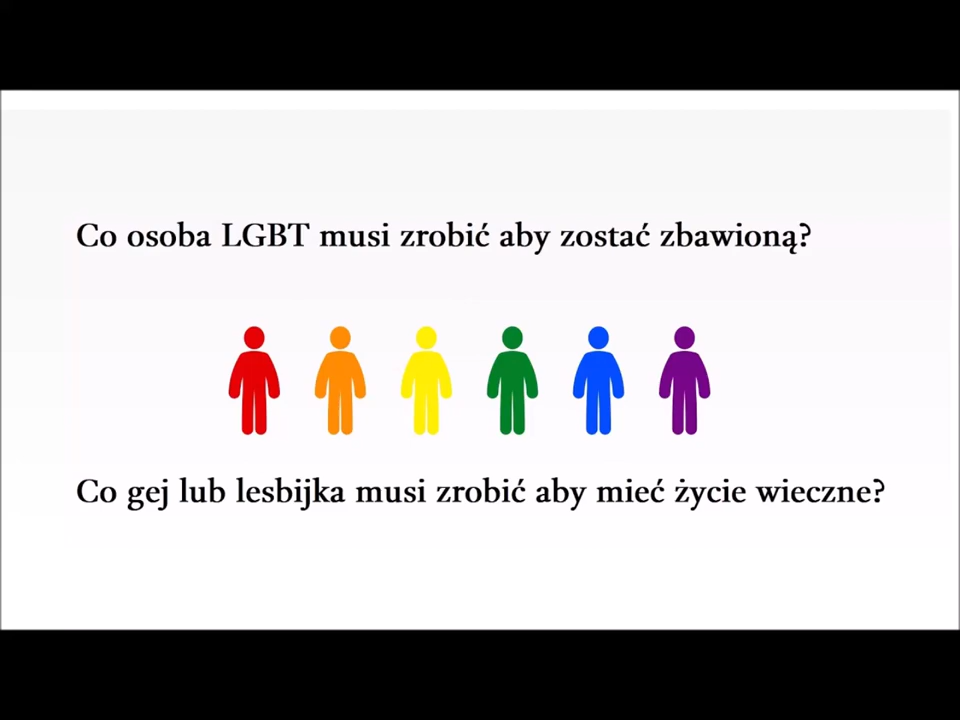 Co osoba LGBT musi zrobić aby zostać zbawioną?
Co gej lub lesbijka musi zrobić aby mieć życie wieczne?